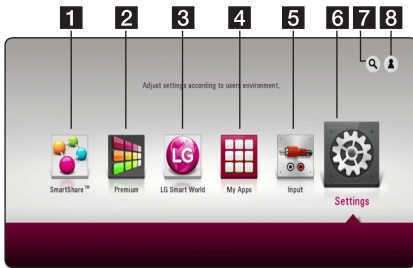 1 2 3 4 5 6 7 8
Adjust settings according to users environment.
LG
SmartShare™ Premium LG Smart World My Apps Input Settings